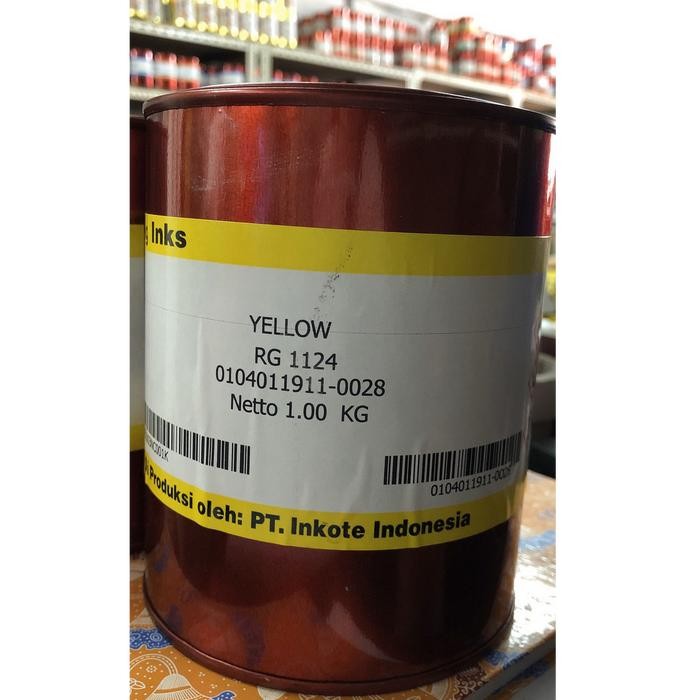 Inks
YELLOW
RG 1124
0104011911-0028
Netto 1.00 KG
0104011911-0028
Produksi oleh: PT. Inkote Indonesia